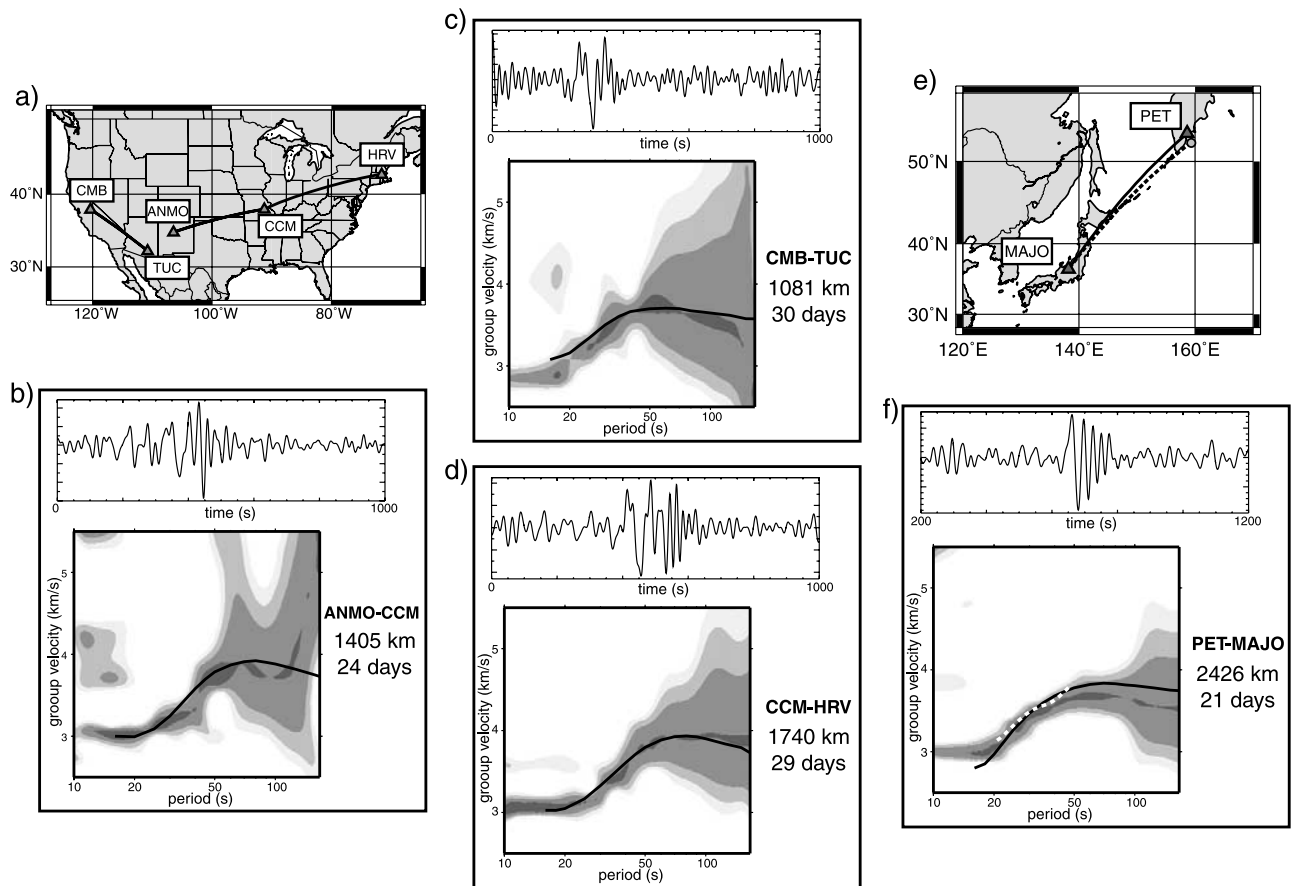 a)
HRV
CMB
ANMO
CCM
TUC
40°N
30°N
120°W
100°W
80°W
b)
0
1000
time (s)
5
4
3
grooup velocity (km/s)
10
20
50
100
period (s)
ANMO-CCM
1405 km
24 days
c)
0
1000
time (s)
5
4
3
grooup velocity (km/s)
10
20
50
100
period (s)
CMB-TUC
1081 km
30 days
d)
0
1000
time (s)
5
4
3
grooup velocity (km/s)
10
20
50
100
period (s)
CCM-HRV
1740 km
29 days
e)
PET
MAJO
50°N
40°N
30°N
120°E
140°E
160°E
f)
200
1200
time (s)
5
4
3
grooup velocity (km/s)
10
20
50
100
period (s)
PET-MAJO
2426 km
21 days